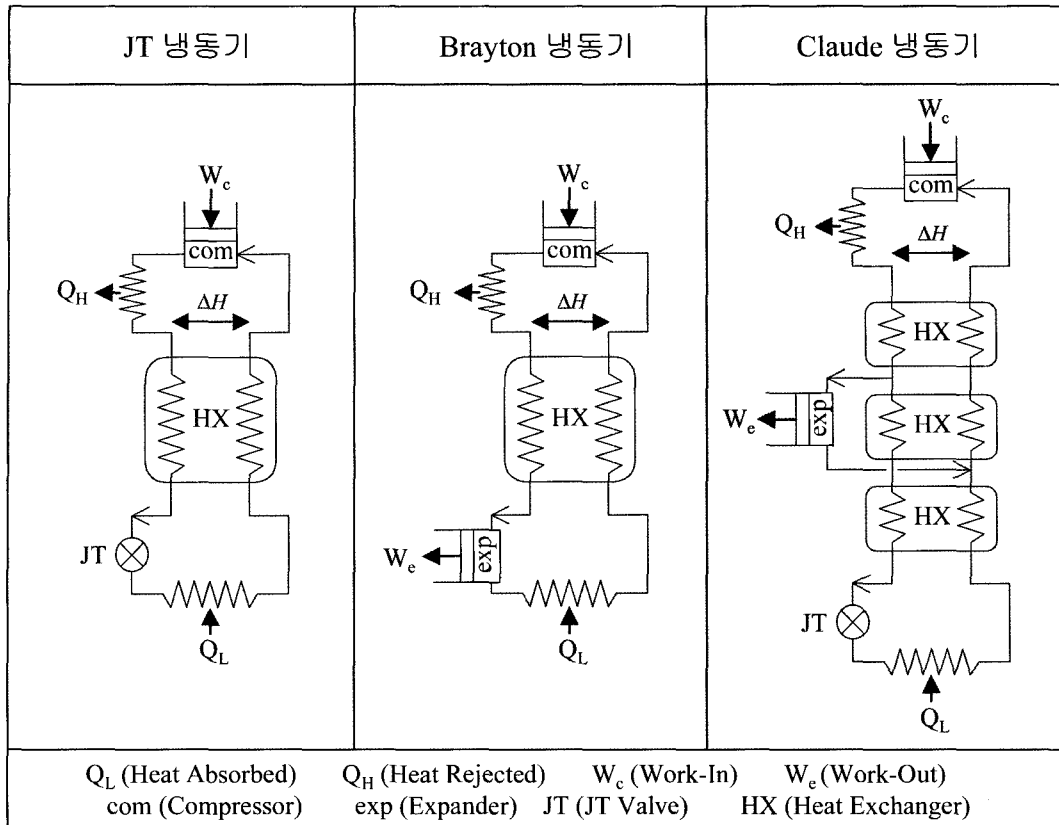 JT 냉동기
Brayton 냉동기
Claude 냉동기
W_c
com
Q_H
ΔH
HX
JT
Q_L
W_c
com
Q_H
ΔH
HX
exp
W_e
Q_L
W_c
com
Q_H
ΔH
HX
exp
W_e
HX
HX
JT
Q_L
Q_L (Heat Absorbed) Q_H (Heat Rejected) W_c (Work-In) W_e (Work-Out)
com (Compressor) exp (Expander) JT (JT Valve) HX (Heat Exchanger)